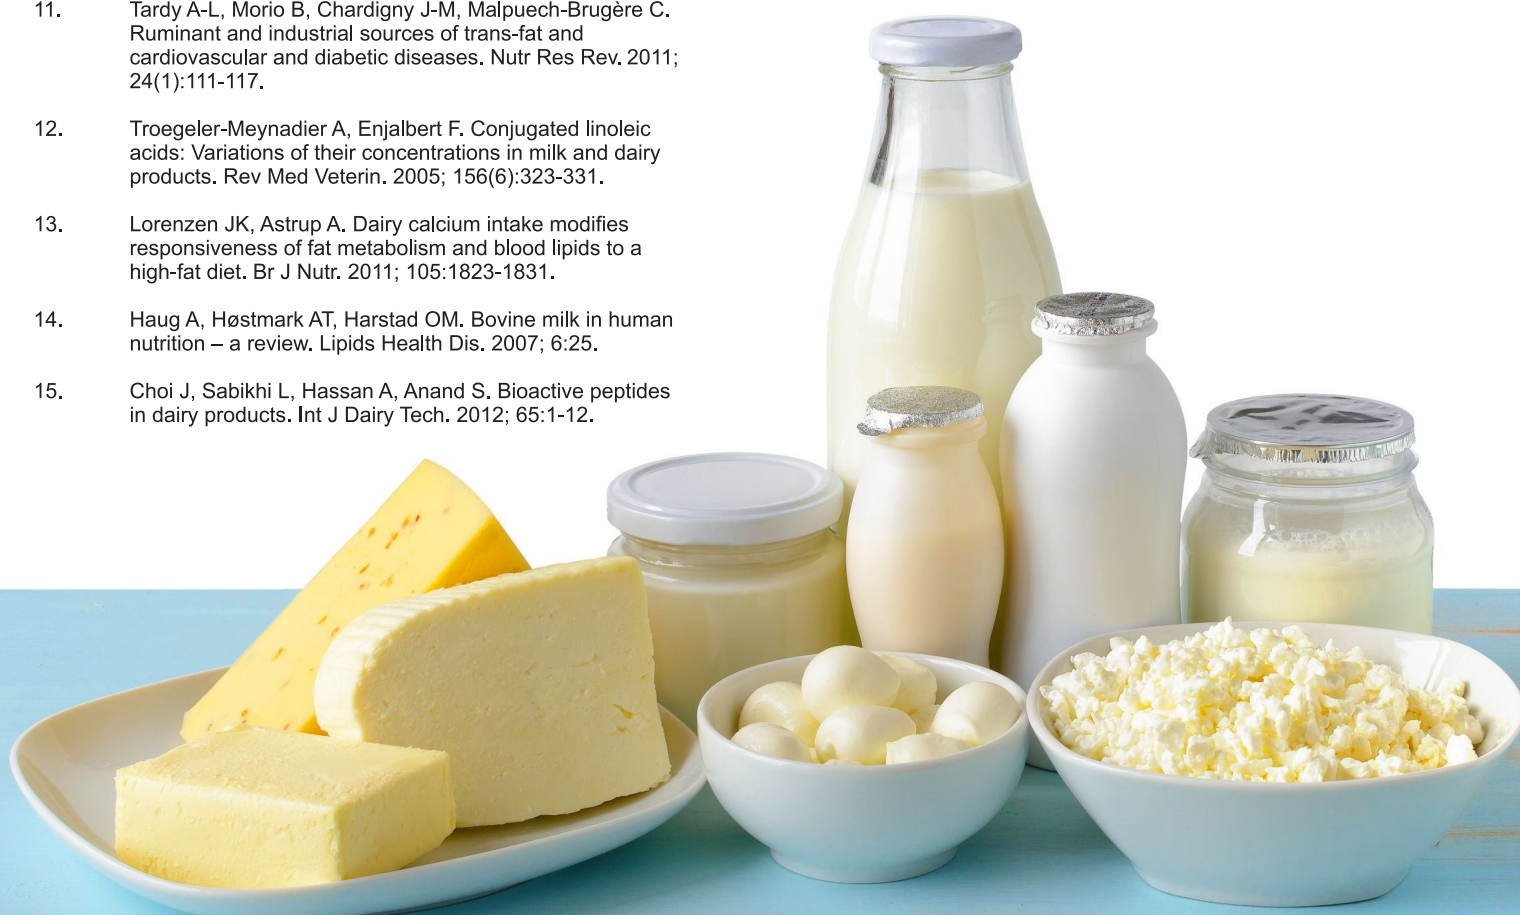 11. Tardy A-L, Morio B, Chardigny J-M, Malpuech-Brugère C.
Ruminant and industrial sources of trans-fat and
cardiovascular and diabetic diseases. Nutr Res Rev. 2011;
24(1):111-117.
12. Troegeler-Meynadier A, Enjalbert F. Conjugated linoleic
acids: Variations of their concentrations in milk and dairy
products. Rev Med Veterin. 2005; 156(6):323-331.
13. Lorenzen JK, Astrup A. Dairy calcium intake modifies
responsiveness of fat metabolism and blood lipids to a
high-fat diet. Br J Nutr. 2011; 105:1823-1831.
14. Haug A, Høstmark AT, Harstad OM. Bovine milk in human
nutrition – a review. Lipids Health Dis. 2007; 6:25.
15. Choi J, Sabikhi L, Hassan A, Anand S. Bioactive peptides
in dairy products. Int J Dairy Tech. 2012; 65:1-12.